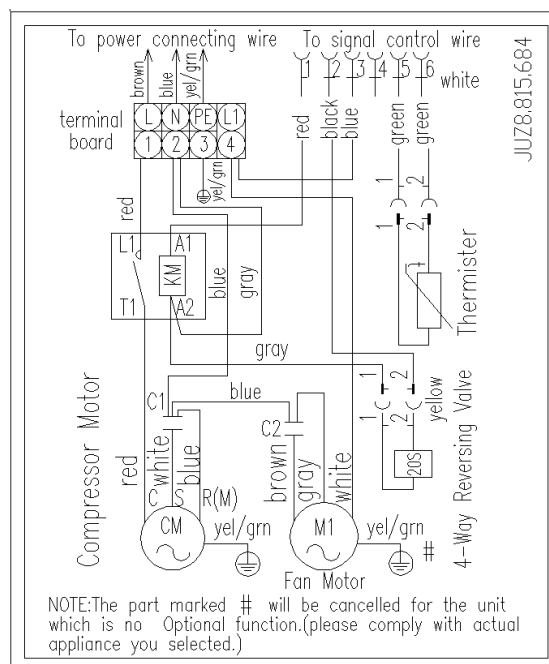 To power connecting wire
To signal control wire
brown
blue
yel/grn
1 2 3 4 5 6
white
JUZ8.815.684
terminal
board
L N PE L1
1 2 3 4
red
black
blue
green
green
yel/grn
red
1 2
1 2
L1 A1
KM
T1 A2
blue
gray
Thermister
gray
1 2
1 2
yellow
20S
4-Way Reversing Valve
C1
blue
C2
Compressor Motor
red
white
blue
brown
gray
white
C S R(M)
CM
yel/grn
M1
yel/grn
#
Fan Motor
NOTE:The part marked # will be cancelled for the unit
which is no Optional function.(please comply with actual
appliance you selected.)